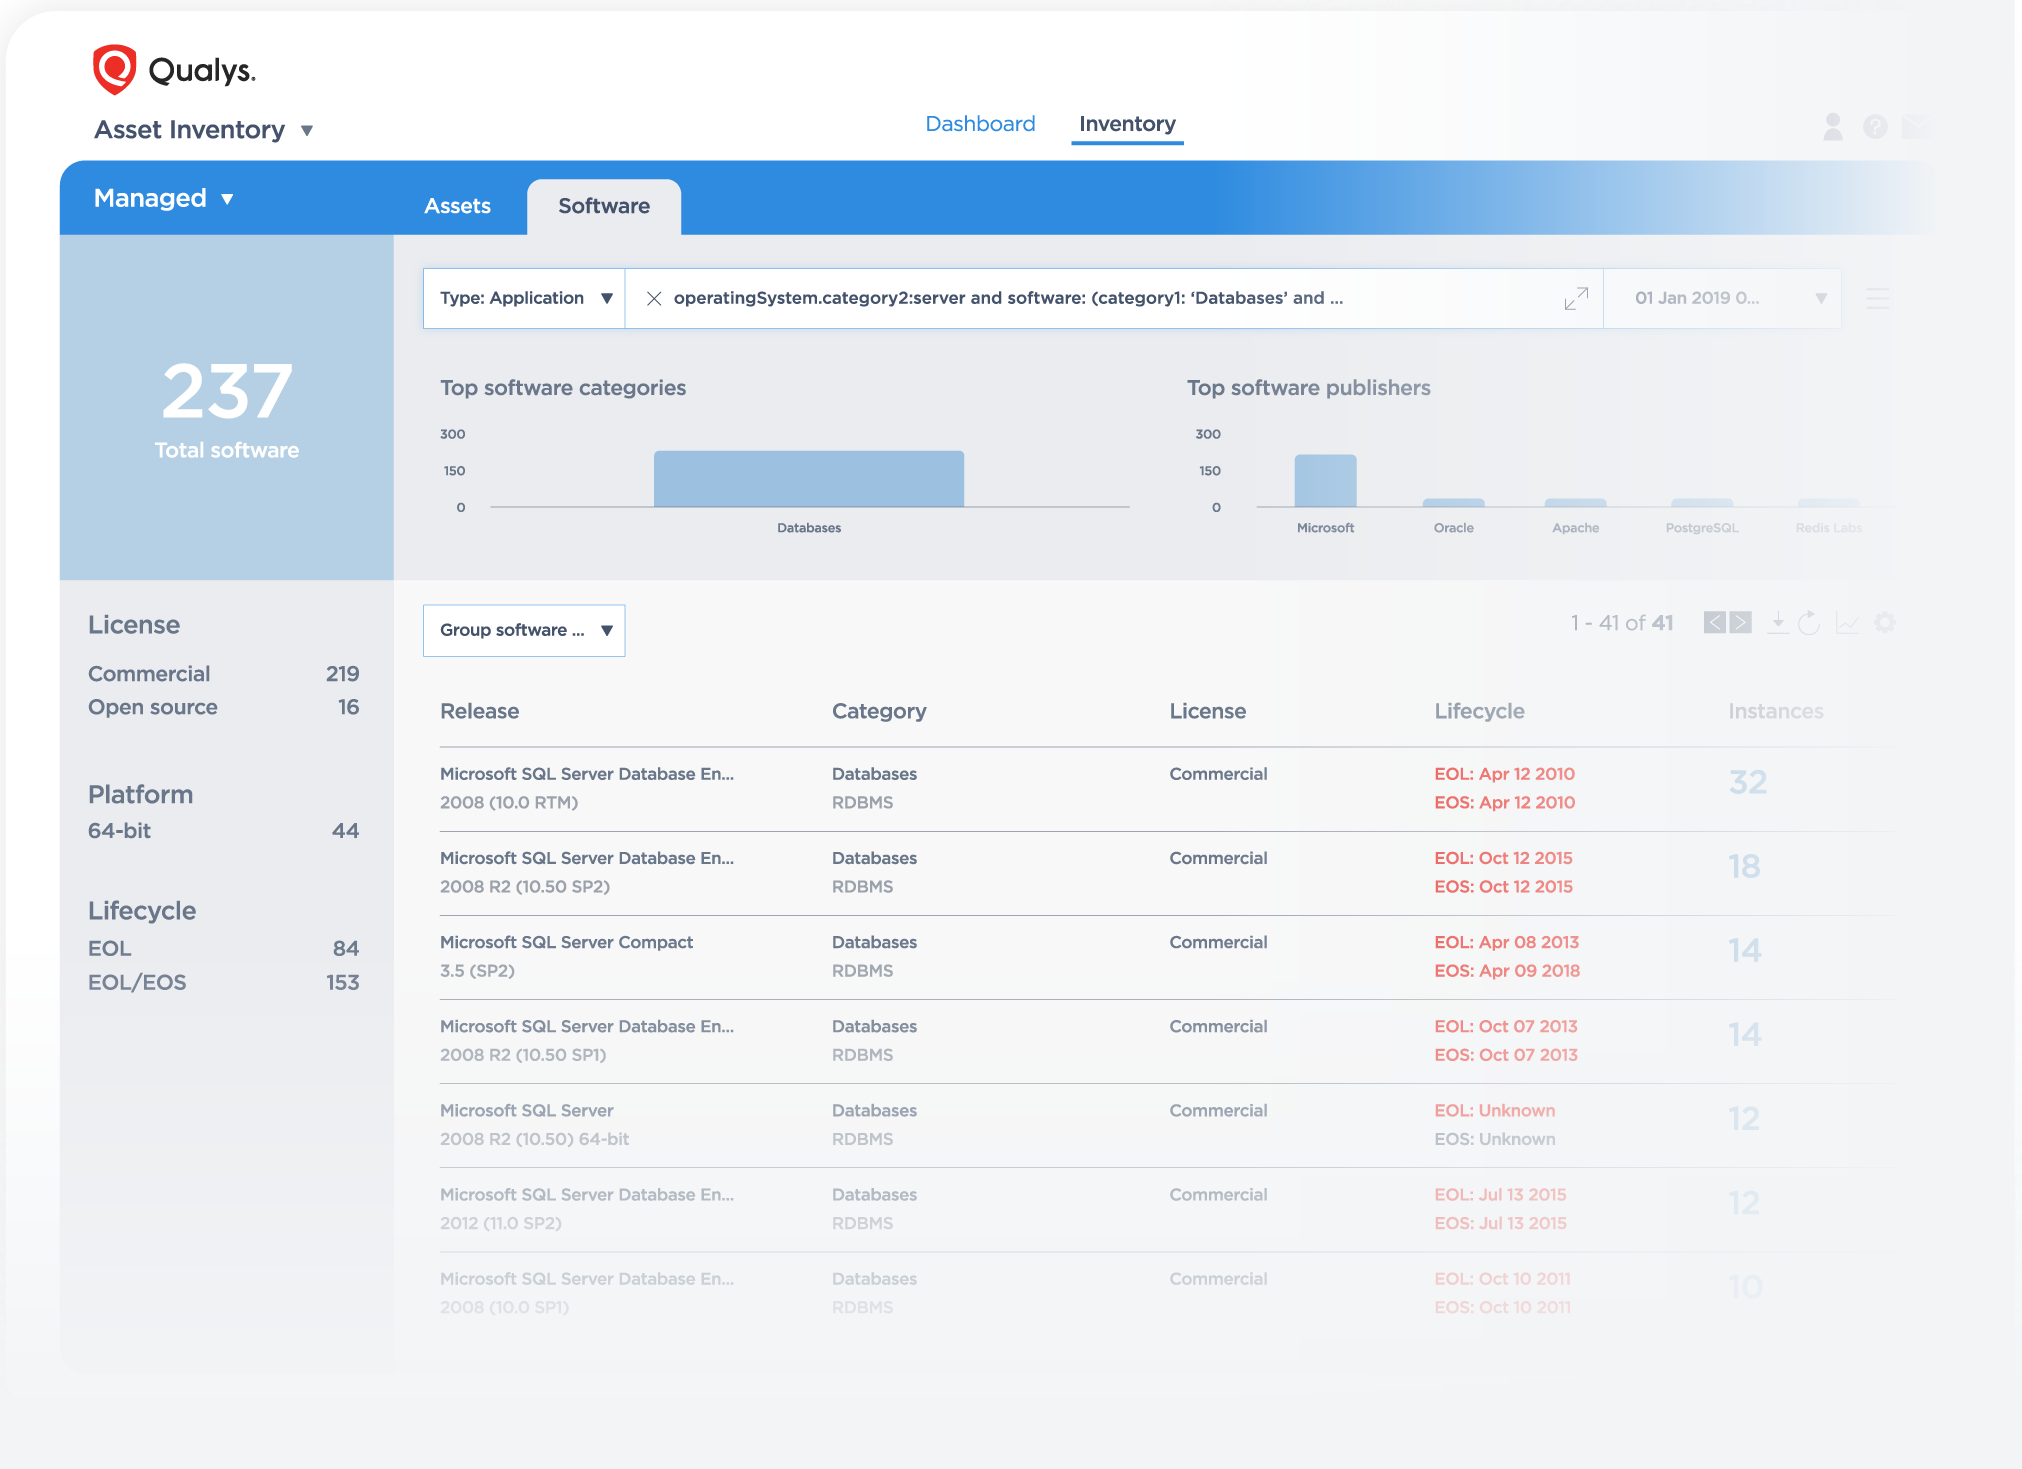 Qualys.
Asset Inventory ▼
Dashboard Inventory
Managed ▼
Assets Software
Type: Application ▼ operatingSystem.category2:server and software: (category1: ‘Databases’ and ... 01 Jan 2019 0... ▼
237
Total software
Top software categories
300
150
0
Databases
Top software publishers
300
150
0
Microsoft Oracle Apache PostgreSQL Redis Labs
License
Commercial 219
Open source 16
Platform
64-bit 44
Lifecycle
EOL 84
EOL/EOS 153
Group software ... ▼
1 - 41 of 41
Release Category License Lifecycle Instances
Microsoft SQL Server Database En... Databases Commercial EOL: Apr 12 2010 32
2008 (10.0 RTM) RDBMS EOS: Apr 12 2010
Microsoft SQL Server Database En... Databases Commercial EOL: Oct 12 2015 18
2008 R2 (10.50 SP2) RDBMS EOS: Oct 12 2015
Microsoft SQL Server Compact Databases Commercial EOL: Apr 08 2013 14
3.5 (SP2) RDBMS EOS: Apr 09 2018
Microsoft SQL Server Database En... Databases Commercial EOL: Oct 07 2013 14
2008 R2 (10.50 SP1) RDBMS EOS: Oct 07 2013
Microsoft SQL Server Databases Commercial EOL: Unknown 12
2008 R2 (10.50) 64-bit RDBMS EOS: Unknown
Microsoft SQL Server Database En... Databases Commercial EOL: Jul 13 2015 12
2012 (11.0 SP2) RDBMS EOS: Jul 13 2015
Microsoft SQL Server Database En... Databases Commercial EOL: Oct 10 2011 10
2008 (10.0 SP1) RDBMS EOS: Oct 10 2011